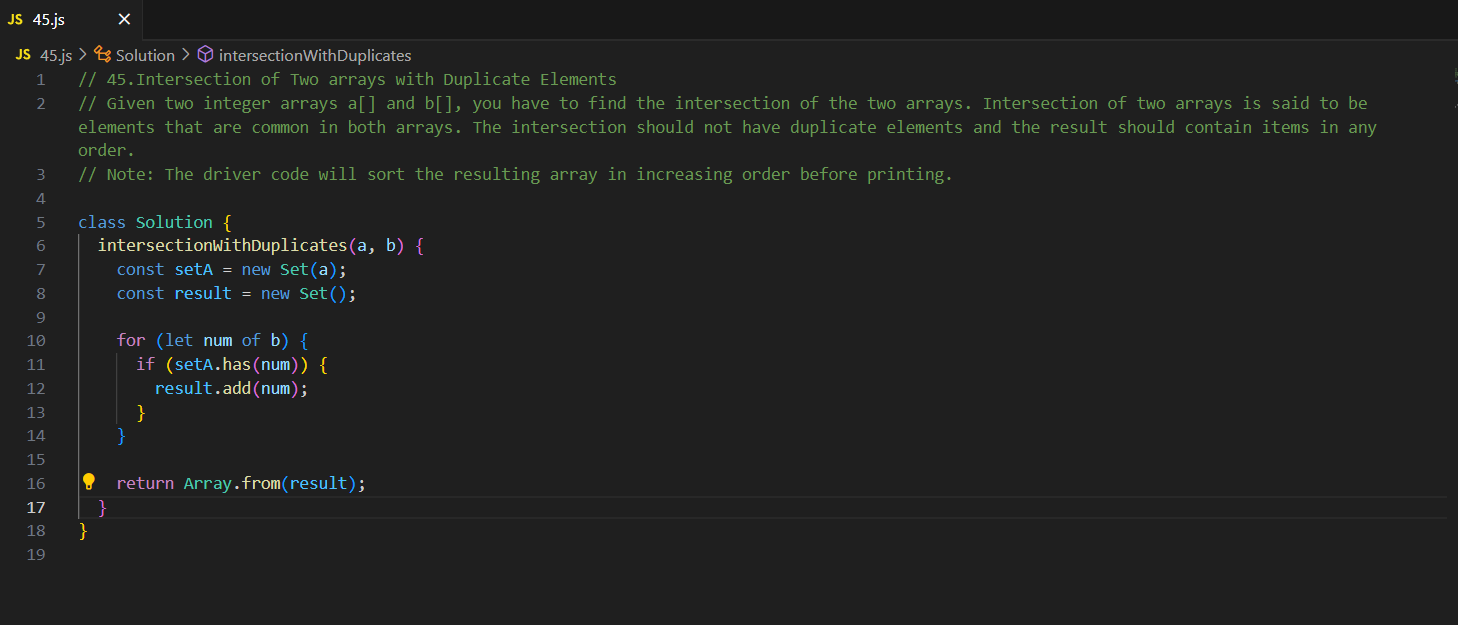 JS 45.js ×
JS 45.js > Solution > intersectionWithDuplicates
1 // 45.Intersection of Two arrays with Duplicate Elements
2 // Given two integer arrays a[] and b[], you have to find the intersection of the two arrays. Intersection of two arrays is said to be
elements that are common in both arrays. The intersection should not have duplicate elements and the result should contain items in any
order.
3 // Note: The driver code will sort the resulting array in increasing order before printing.
4
5 class Solution {
6   intersectionWithDuplicates(a, b) {
7     const setA = new Set(a);
8     const result = new Set();
9
10     for (let num of b) {
11       if (setA.has(num)) {
12         result.add(num);
13       }
14     }
15
16     return Array.from(result);
17   }
18 }
19